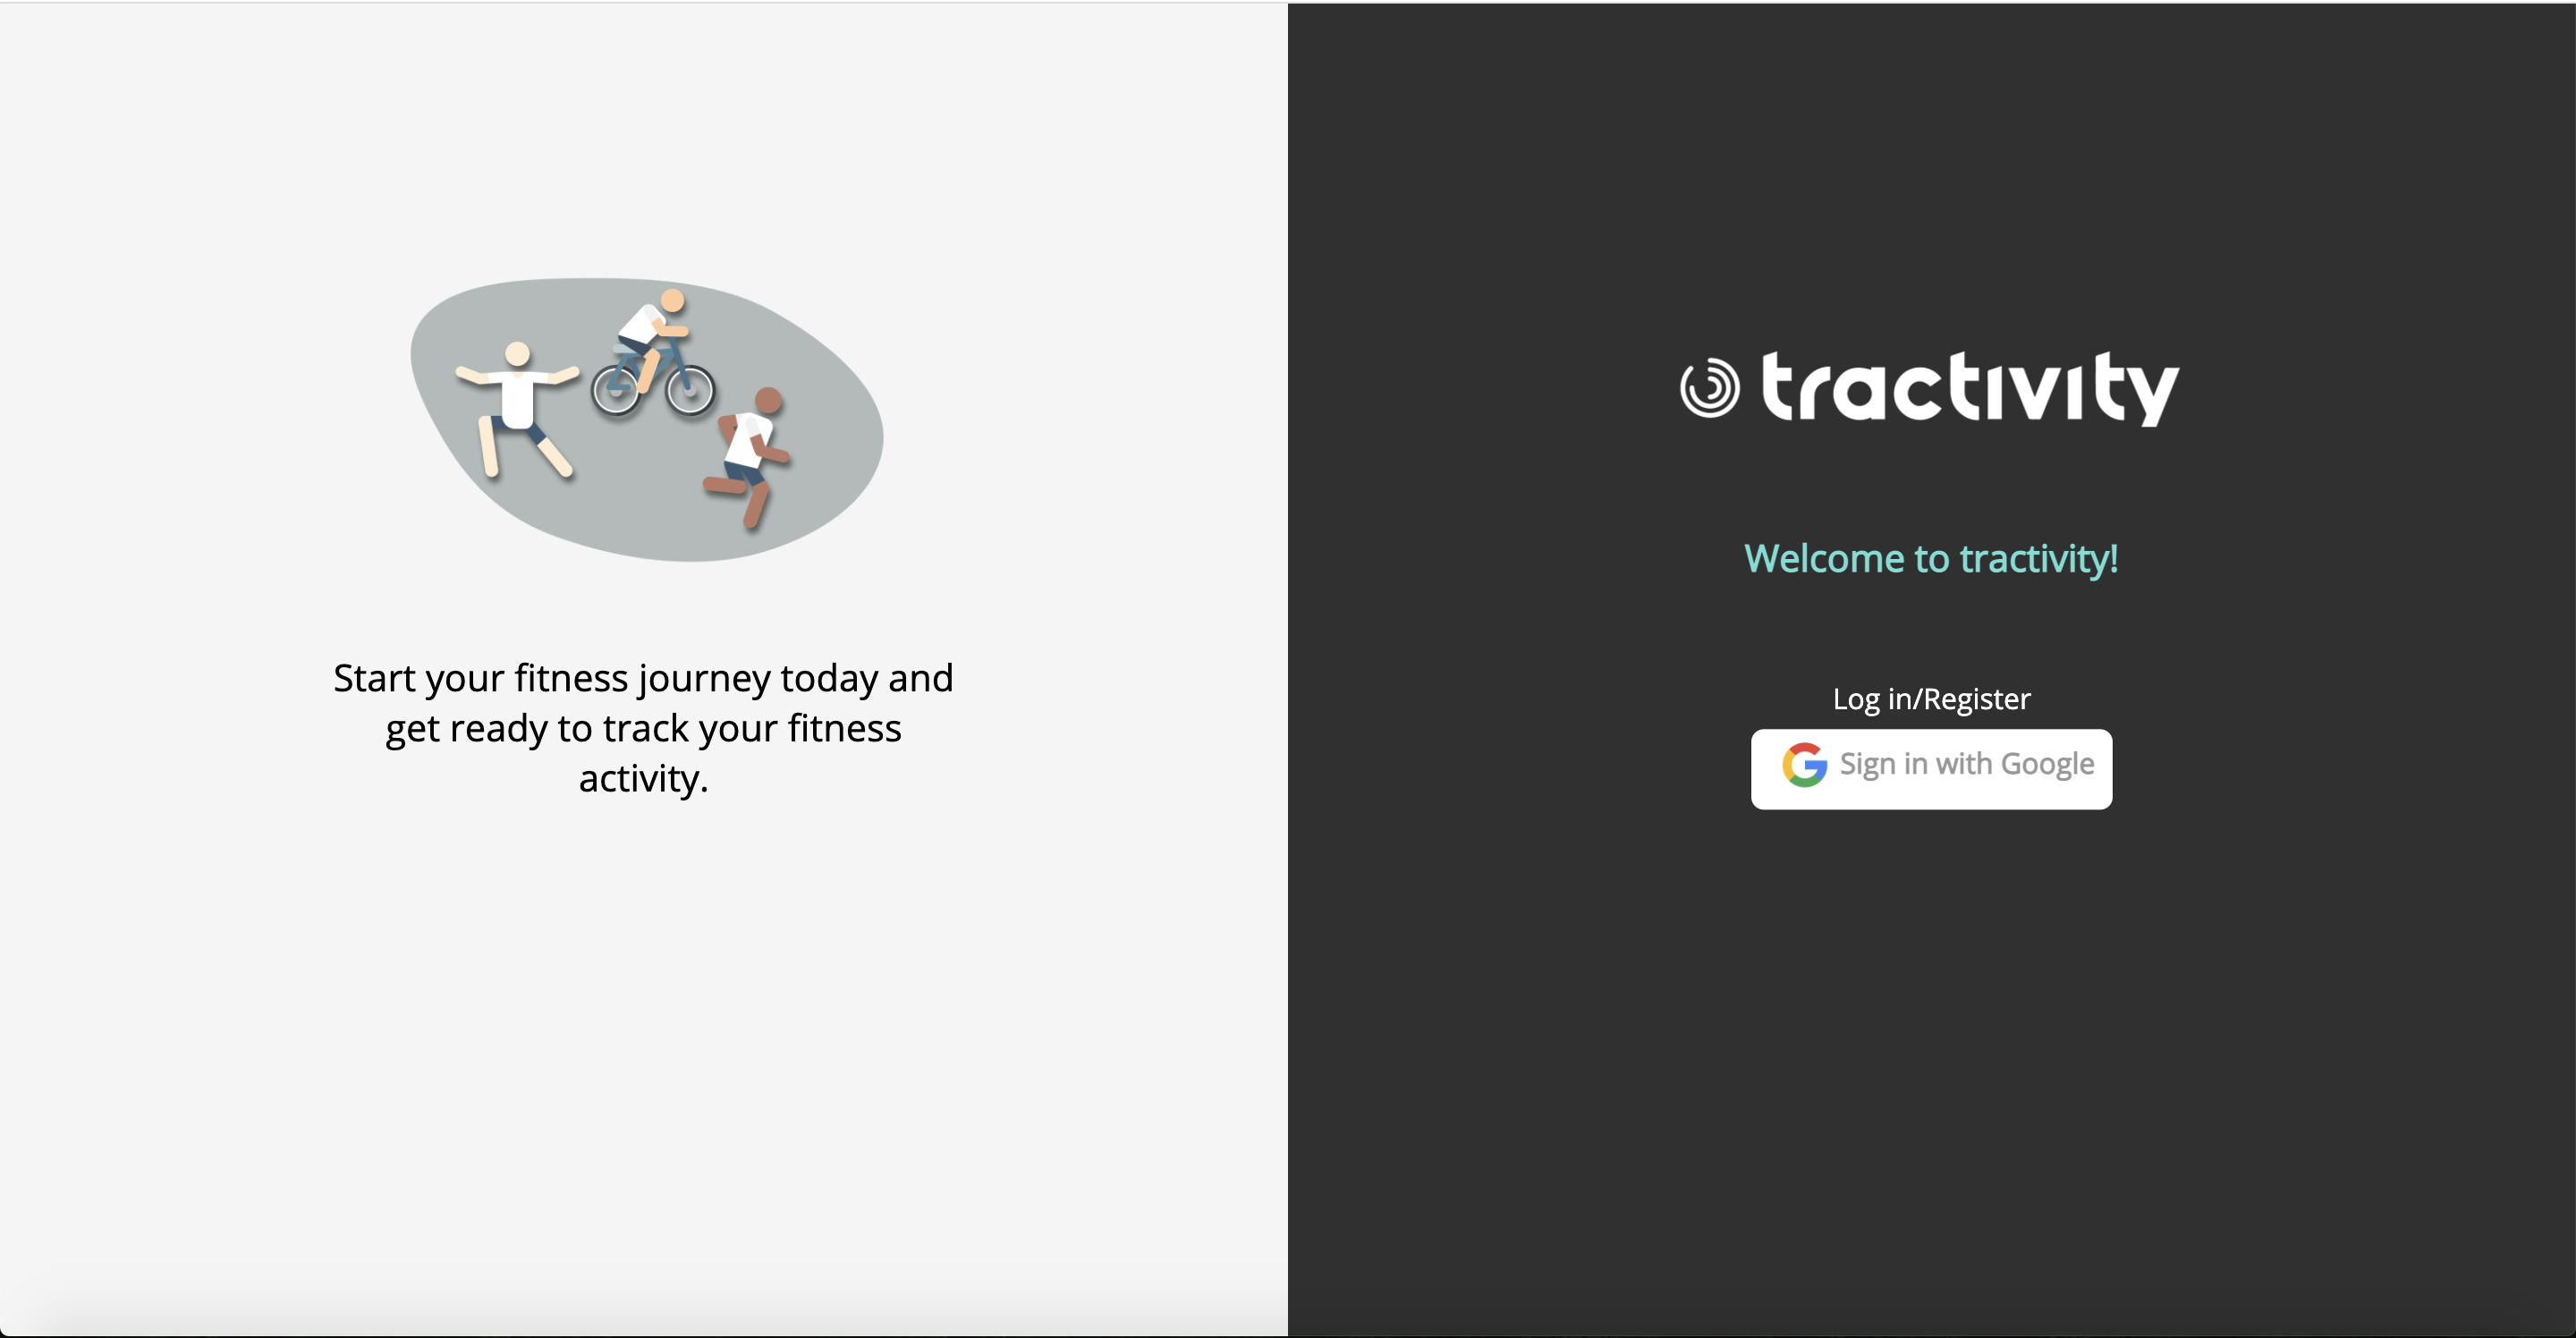 Start your fitness journey today and
get ready to track your fitness
activity.
tractivity
Welcome to tractivity!
Log in/Register
Sign in with Google